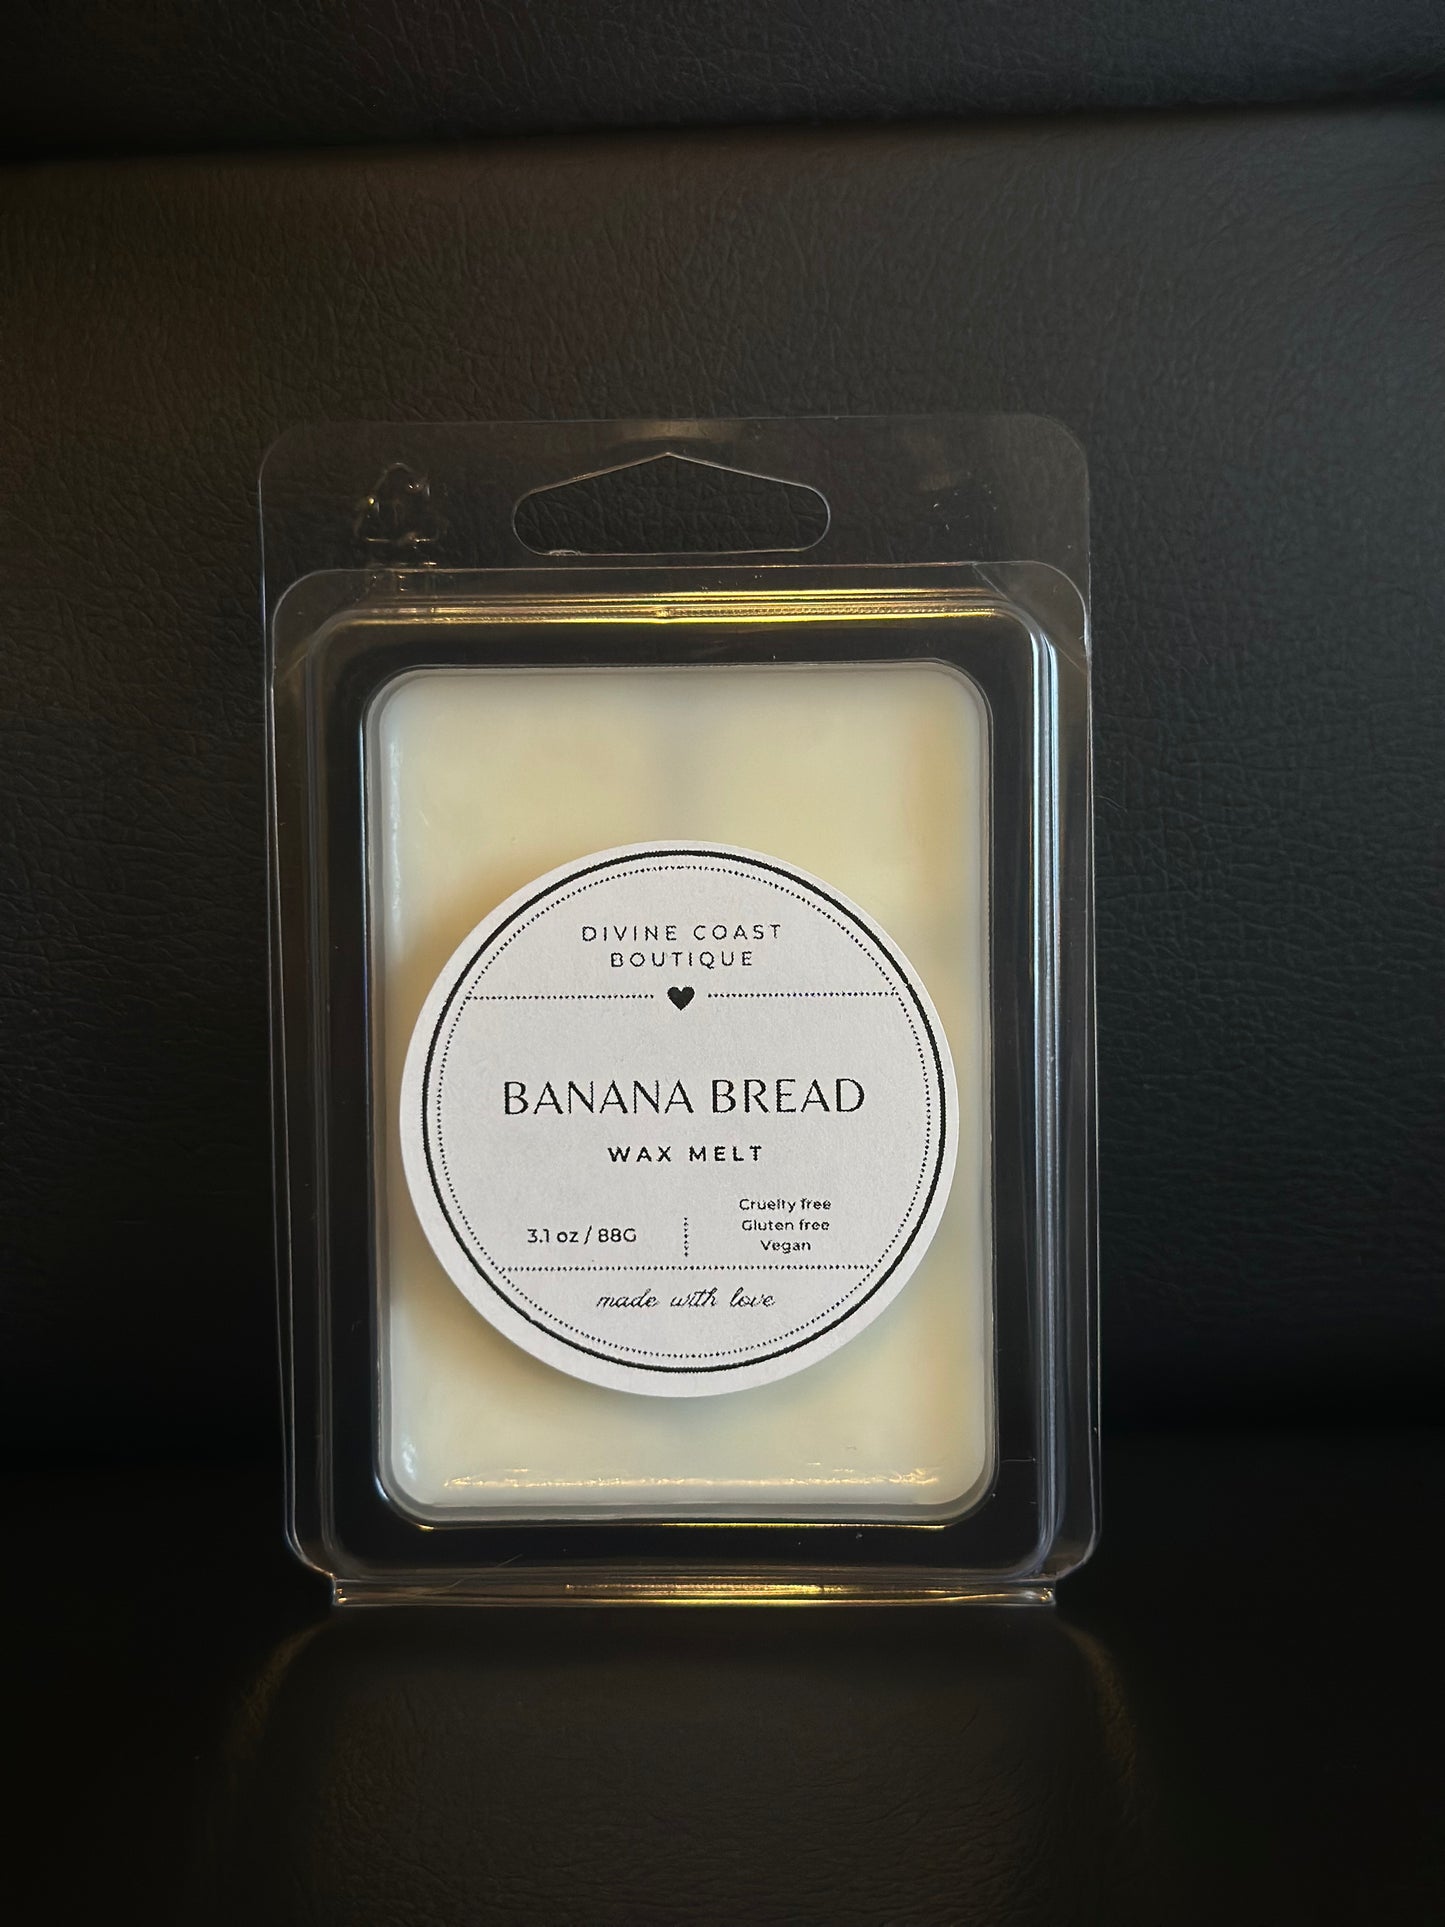 DIVINE COAST
BOUTIQUE
BANANA BREAD
WAX MELT
3.1 oz / 88G
Cruelty free
Gluten free
Vegan
made with love